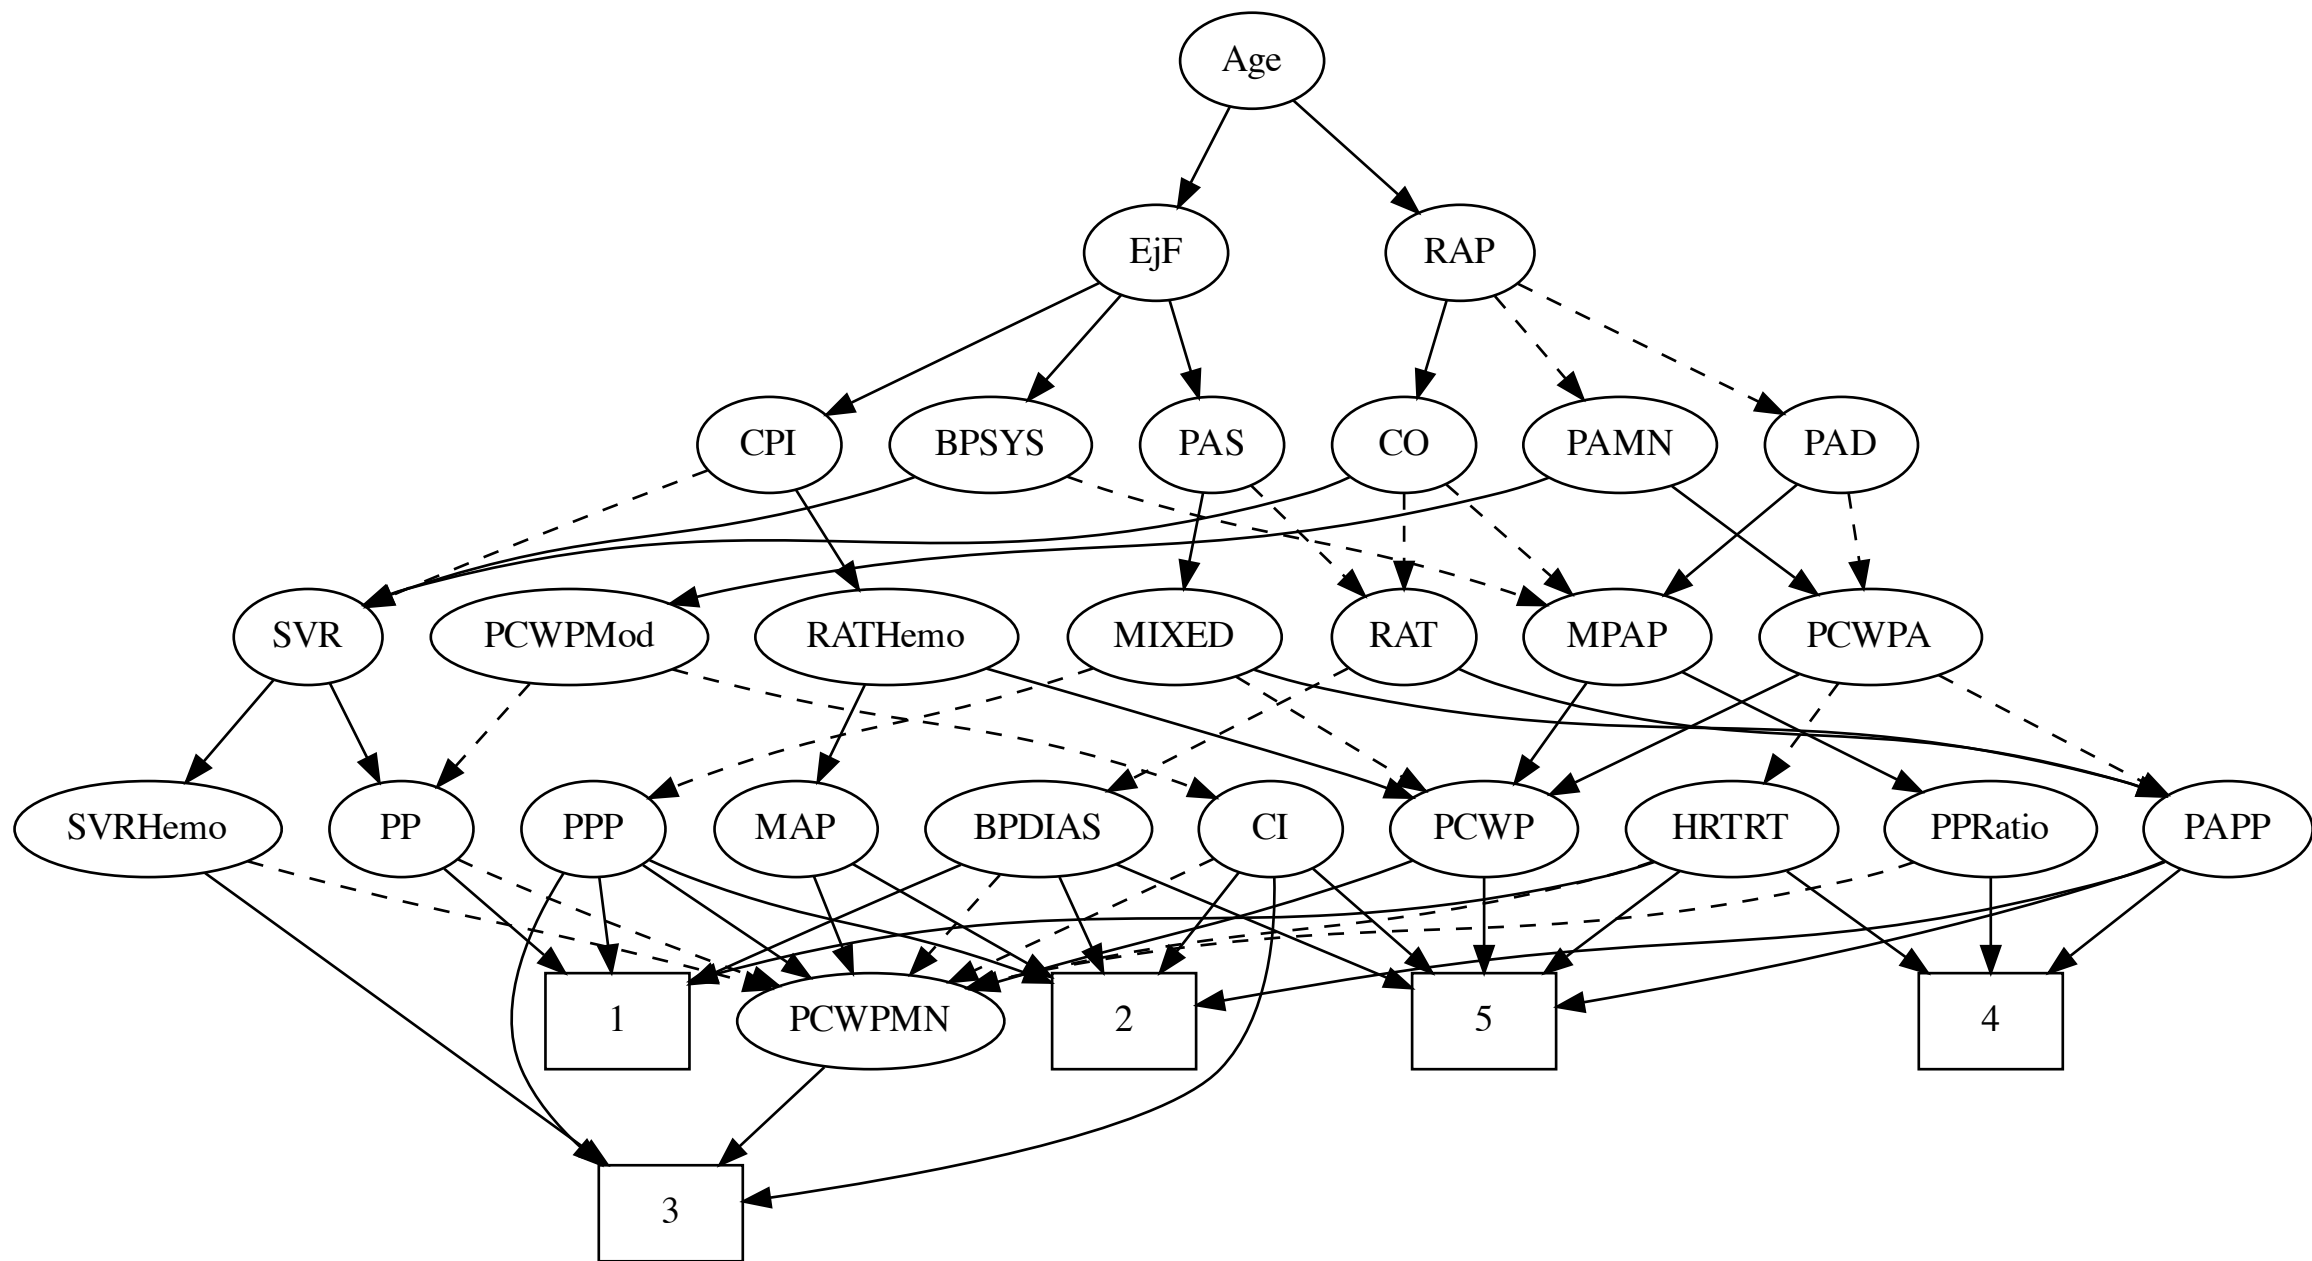 Age
EjF
RAP
CPI
BPSYS
PAS
CO
PAMN
PAD
SVR
PCWPMod
RATHemo
MIXED
RAT
MPAP
PCWPA
SVRHemo
PP
PPP
MAP
BPDIAS
CI
PCWP
HRTRT
PPRatio
PAPP
1
PCWPMN
2
5
4
3